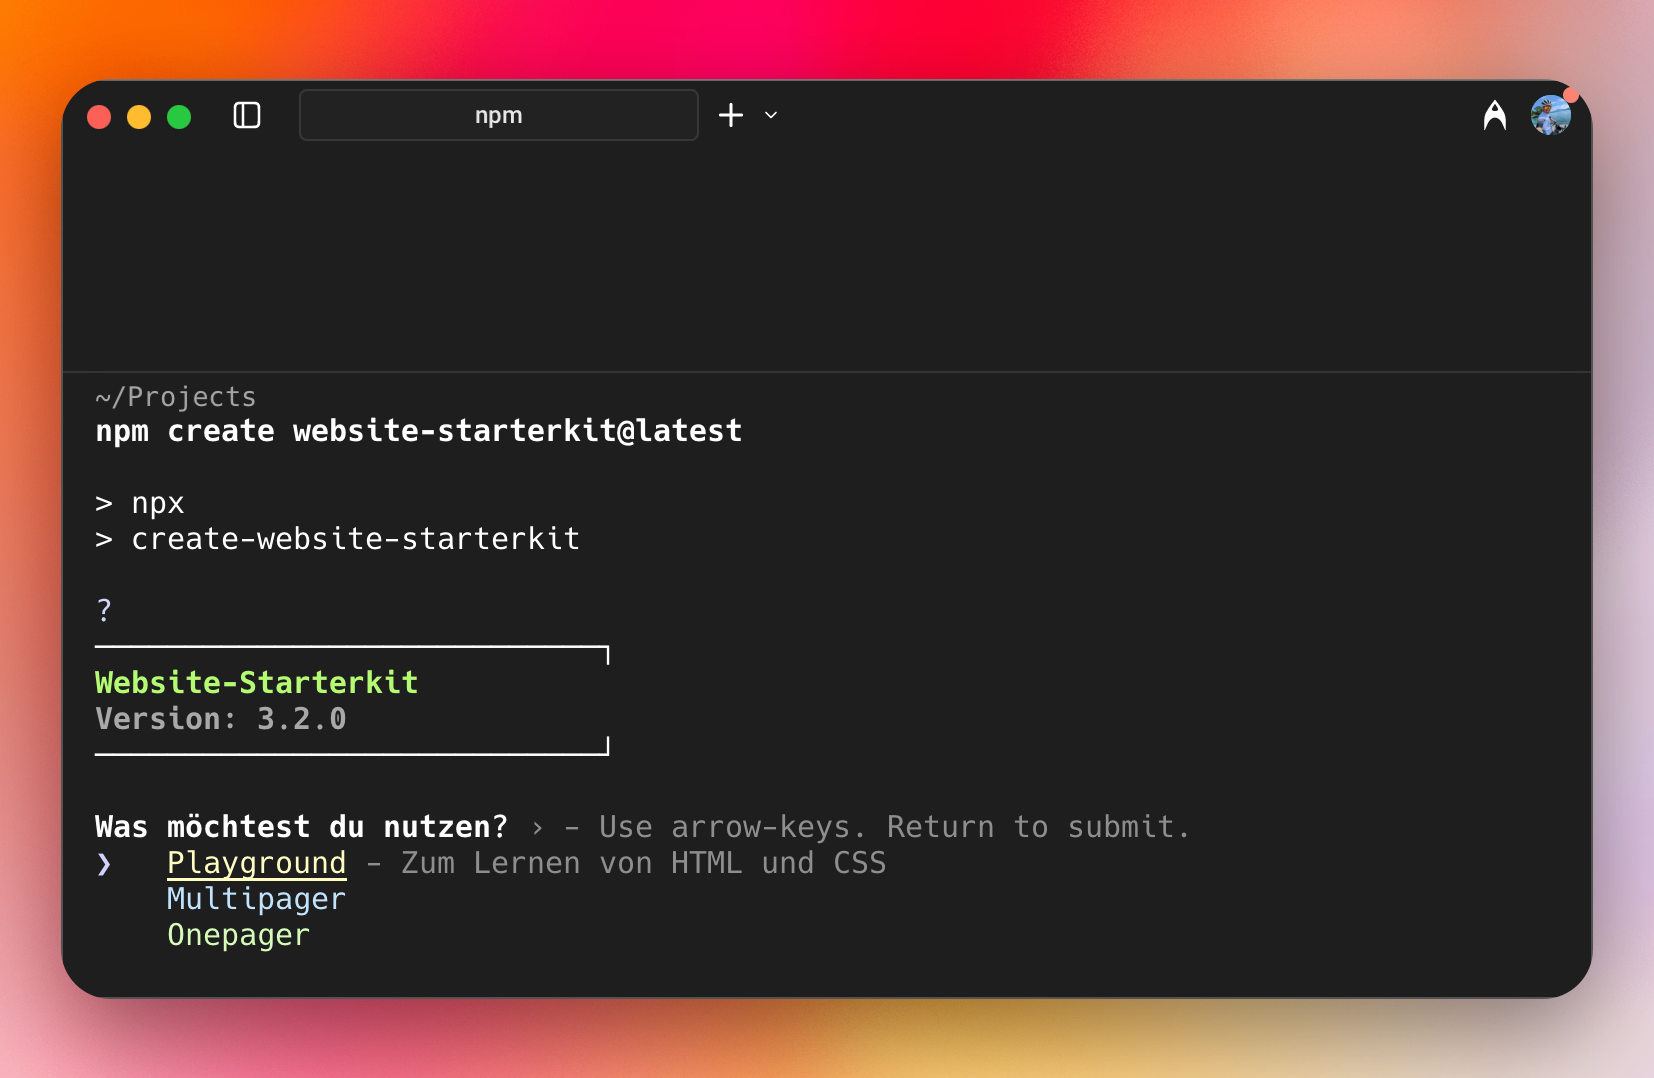 npm
~/Projects
npm create website-starterkit@latest
> npx
> create-website-starterkit
?
Website-Starterkit
Version: 3.2.0
Was möchtest du nutzen? › - Use arrow-keys. Return to submit.
❯ Playground - Zum Lernen von HTML und CSS
Multipager
Onepager